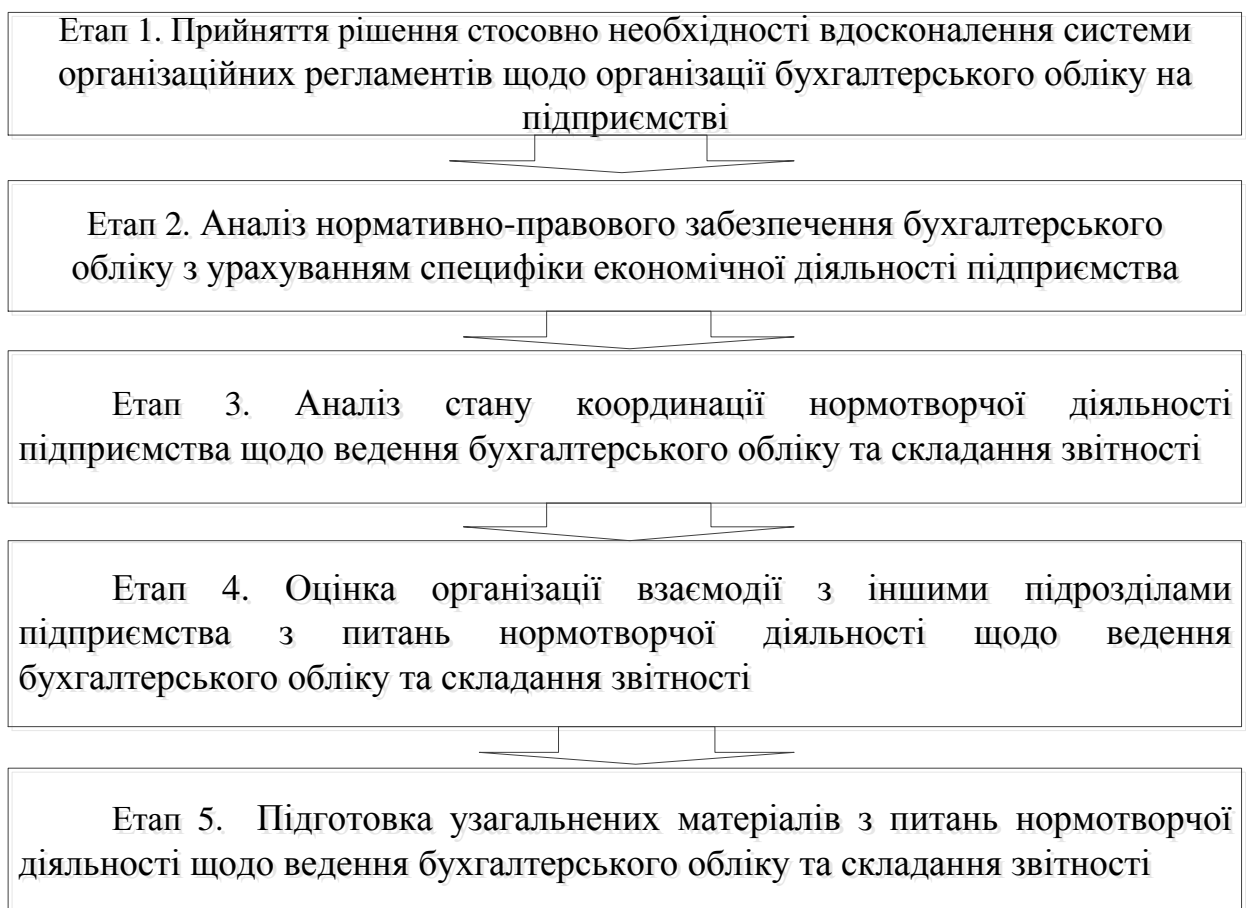 Етап 1. Прийняття рішення стосовно необхідності вдосконалення системи
організаційних регламентів щодо організації бухгалтерського обліку на
підприємстві
Етап 2. Аналіз нормативно-правового забезпечення бухгалтерського
обліку з урахуванням специфіки економічної діяльності підприємства
Етап 3. Аналіз стану координації нормотворчої діяльності
підприємства щодо ведення бухгалтерського обліку та складання звітності
Етап 4. Оцінка організації взаємодії з іншими підрозділами
підприємства з питань нормотворчої діяльності щодо ведення
бухгалтерського обліку та складання звітності
Етап 5. Підготовка узагальнених матеріалів з питань нормотворчої
діяльності щодо ведення бухгалтерського обліку та складання звітності